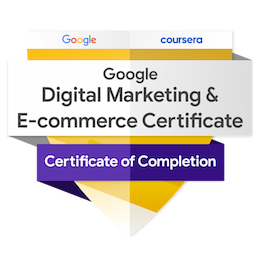 Google coursera
Google
Digital Marketing &
E-commerce Certificate
Certificate of Completion